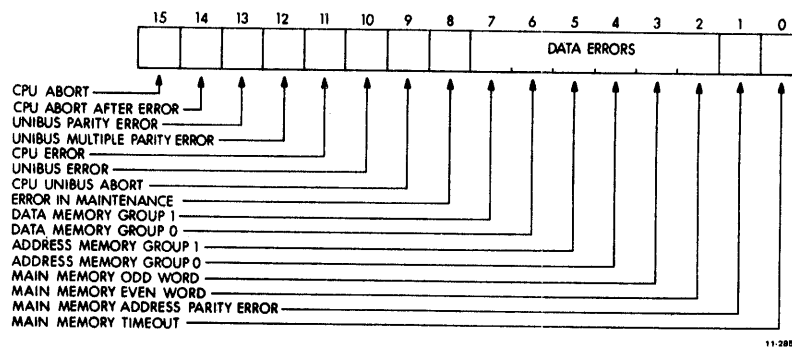 15 14 13 12 11 10 9 8 7 6 5 4 3 2 1 0
DATA ERRORS
CPU ABORT
CPU ABORT AFTER ERROR
UNIBUS PARITY ERROR
UNIBUS MULTIPLE PARITY ERROR
CPU ERROR
UNIBUS ERROR
CPU UNIBUS ABORT
ERROR IN MAINTENANCE
DATA MEMORY GROUP 1
DATA MEMORY GROUP 0
ADDRESS MEMORY GROUP 1
ADDRESS MEMORY GROUP 0
MAIN MEMORY ODD WORD
MAIN MEMORY EVEN WORD
MAIN MEMORY ADDRESS PARITY ERROR
MAIN MEMORY TIMEOUT